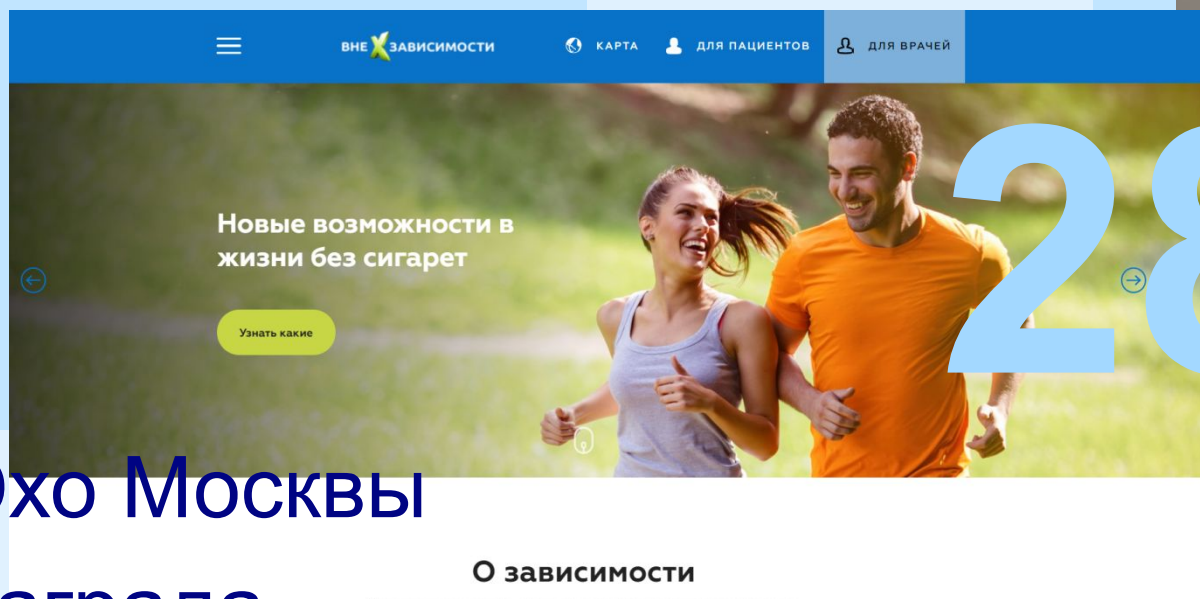 ВНЕ ЗАВИСИМОСТИ КАРТА ДЛЯ ПАЦИЕНТОВ ДЛЯ ВРАЧЕЙ
28
Новые возможности в
жизни без сигарет
Узнать какие
Эхо Москвы
О зависимости